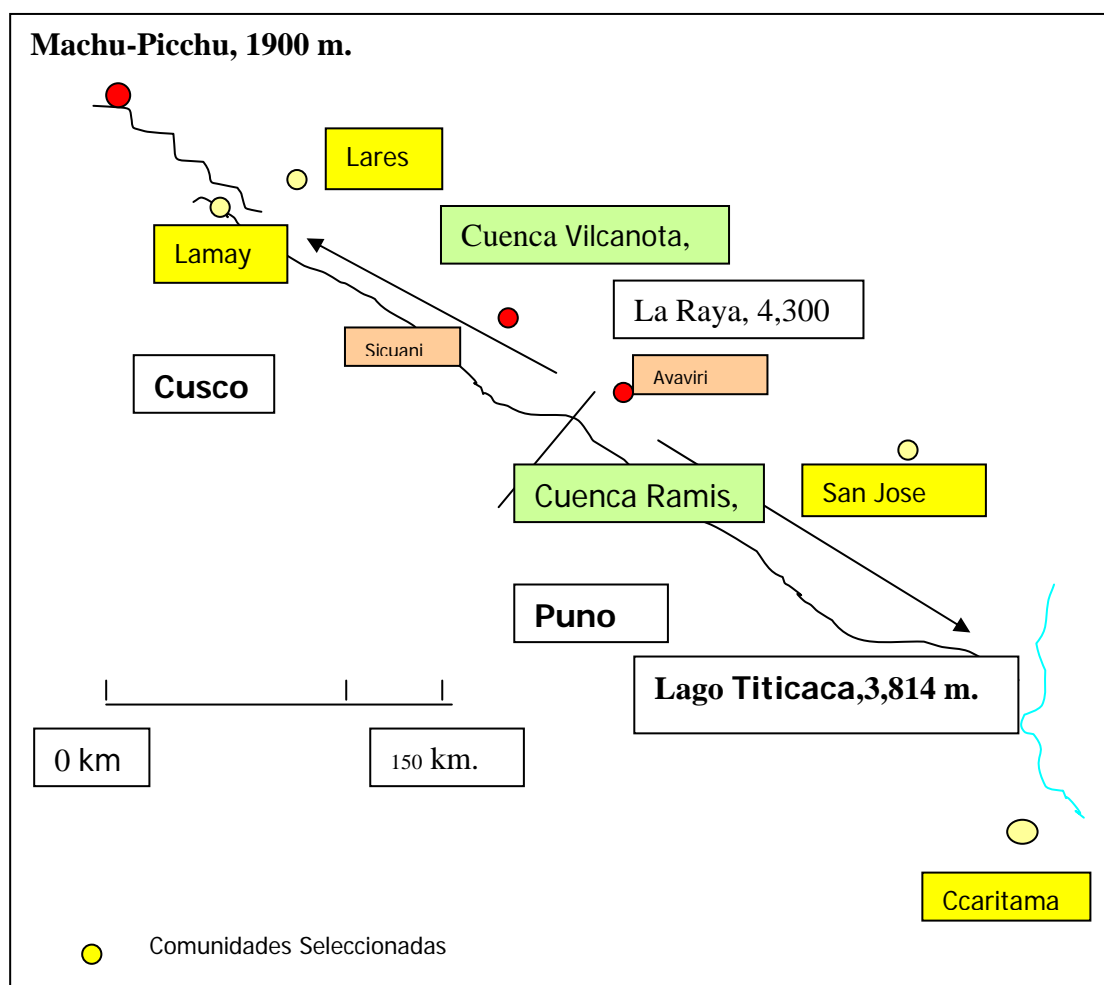 Machu-Picchu, 1900 m.
Lares
Cuenca Vilcanota,
Lamay
La Raya, 4,300
Sicuani
Avaviri
Cusco
Cuenca Ramis,
San Jose
Puno
Lago Titicaca,3,814 m.
0 km
150 km.
Ccaritama
Comunidades Seleccionadas